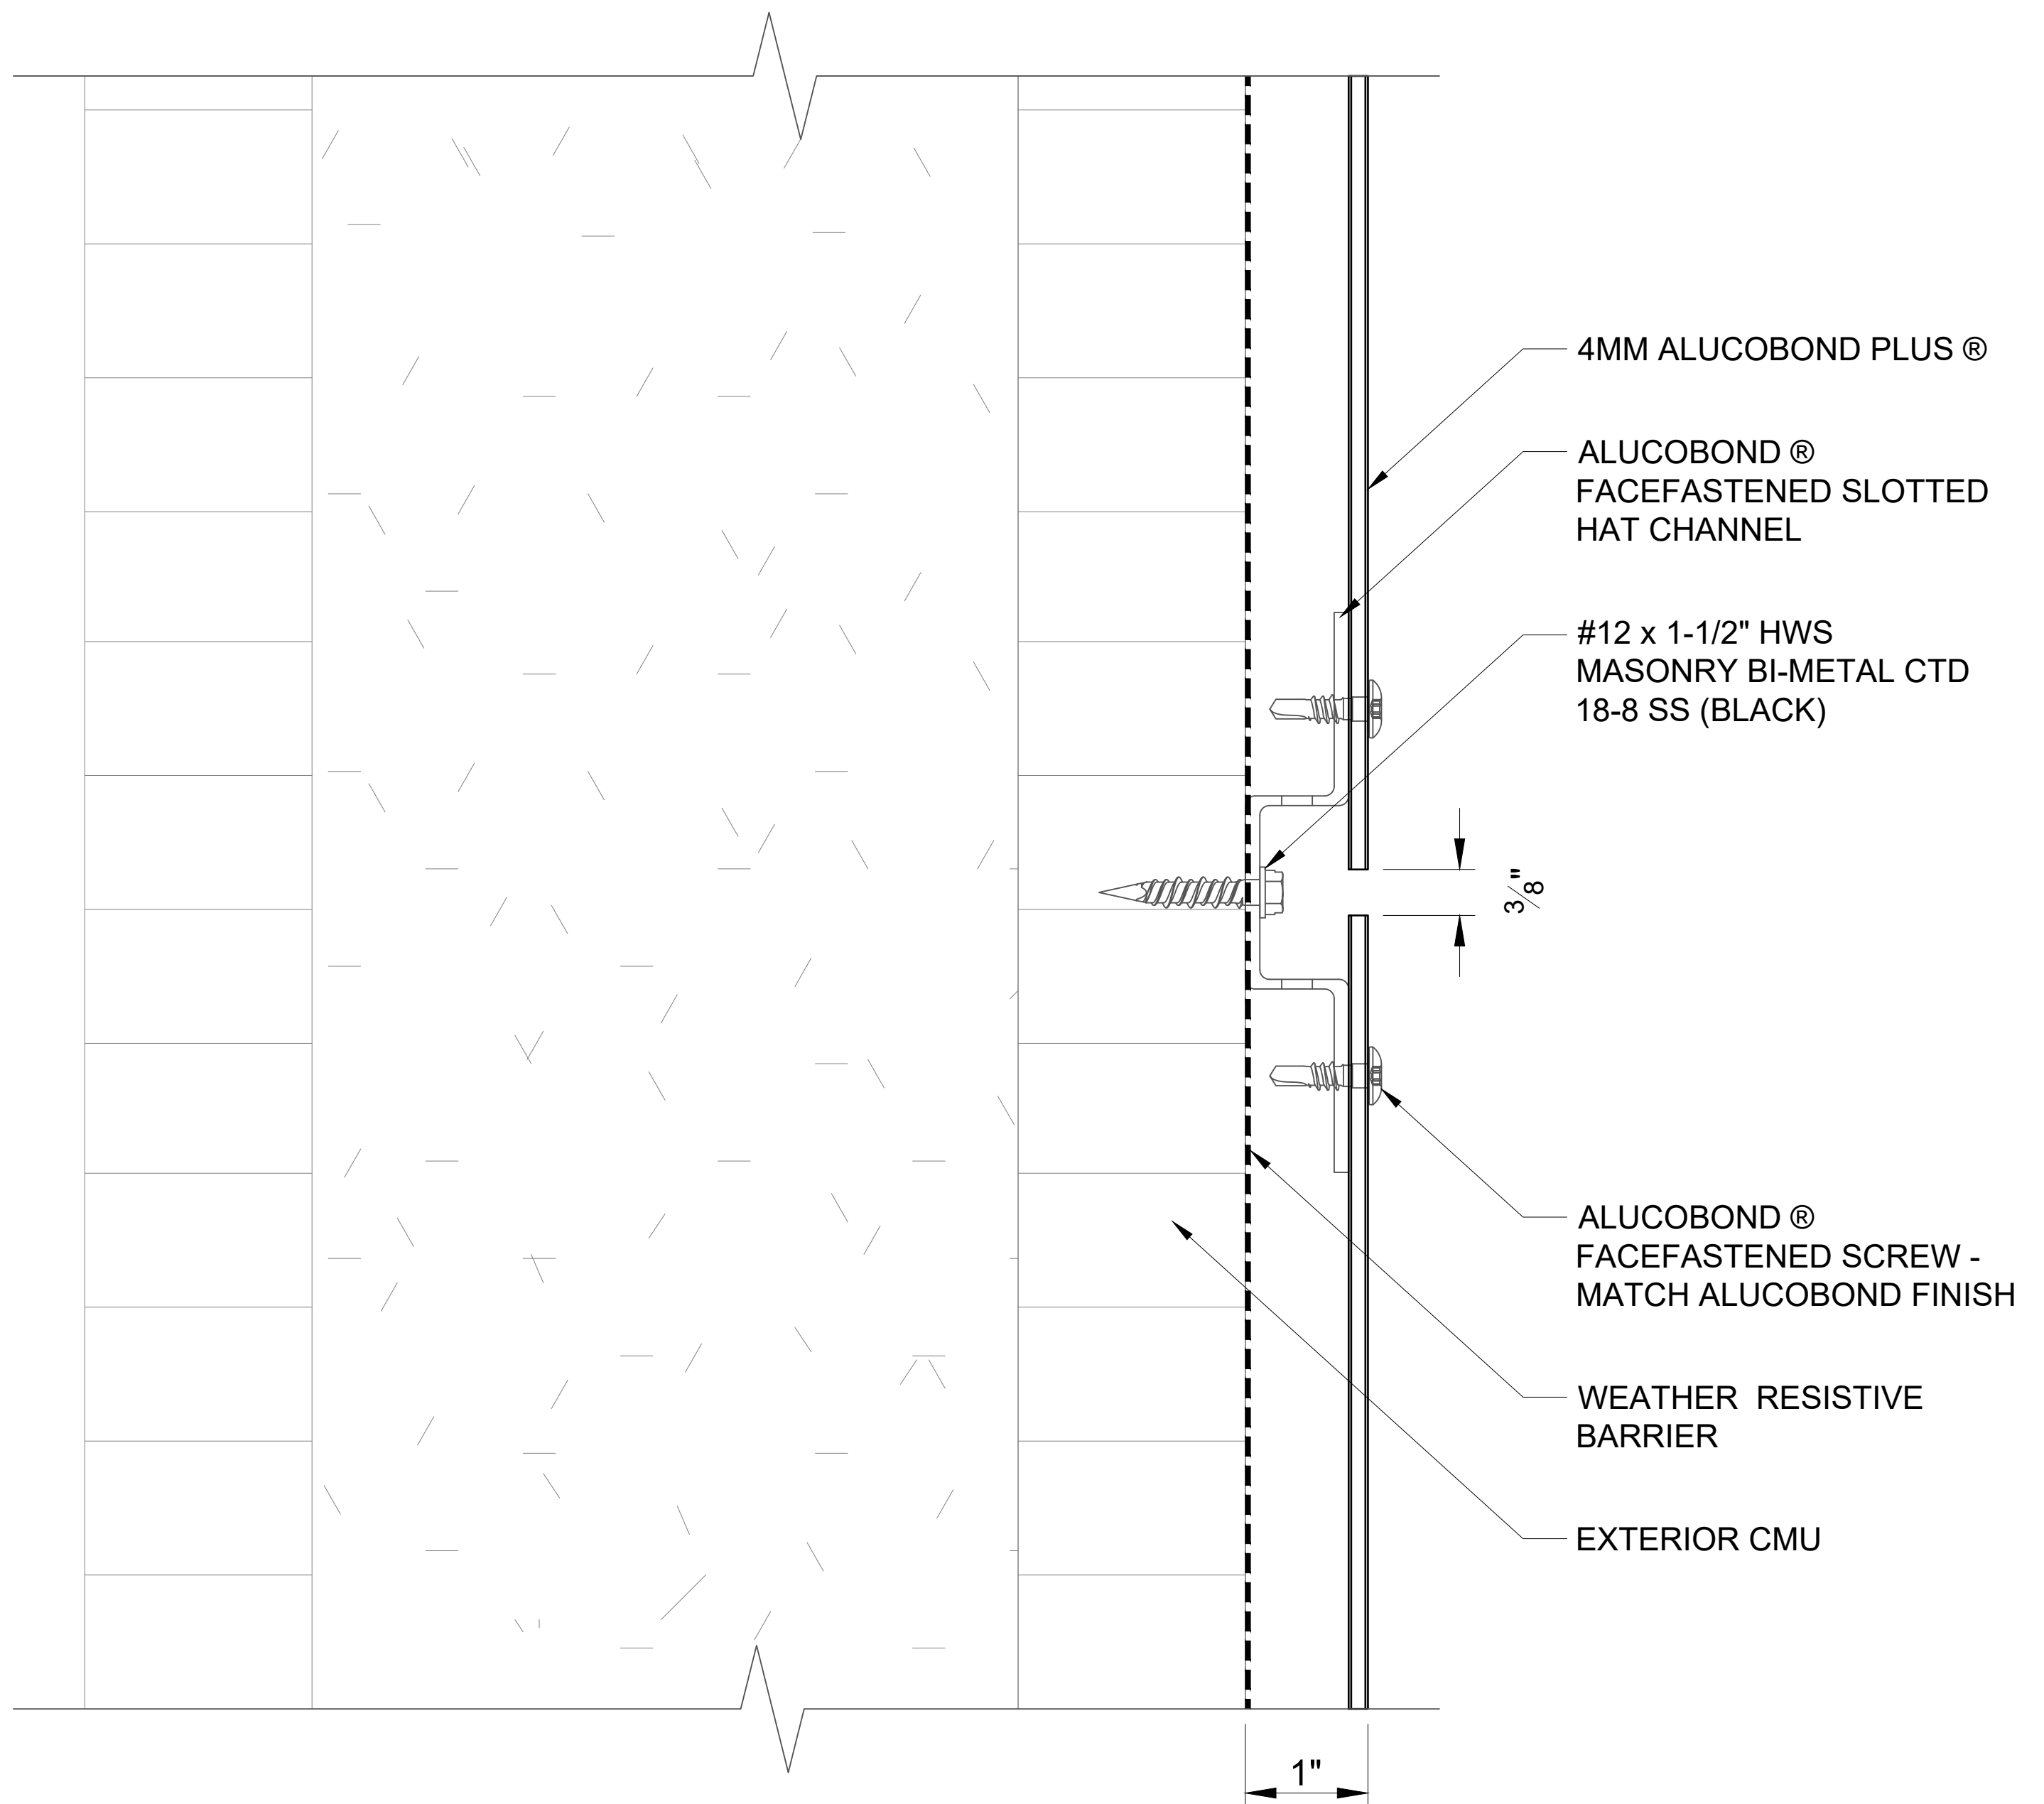 4MM ALUCOBOND PLUS ®
ALUCOBOND ®
FACEFASTENED SLOTTED
HAT CHANNEL
#12 x 1-1/2" HWS
MASONRY BI-METAL CTD
18-8 SS (BLACK)
3/8"
ALUCOBOND ®
FACEFASTENED SCREW -
MATCH ALUCOBOND FINISH
WEATHER  RESISTIVE
BARRIER
EXTERIOR CMU
1"